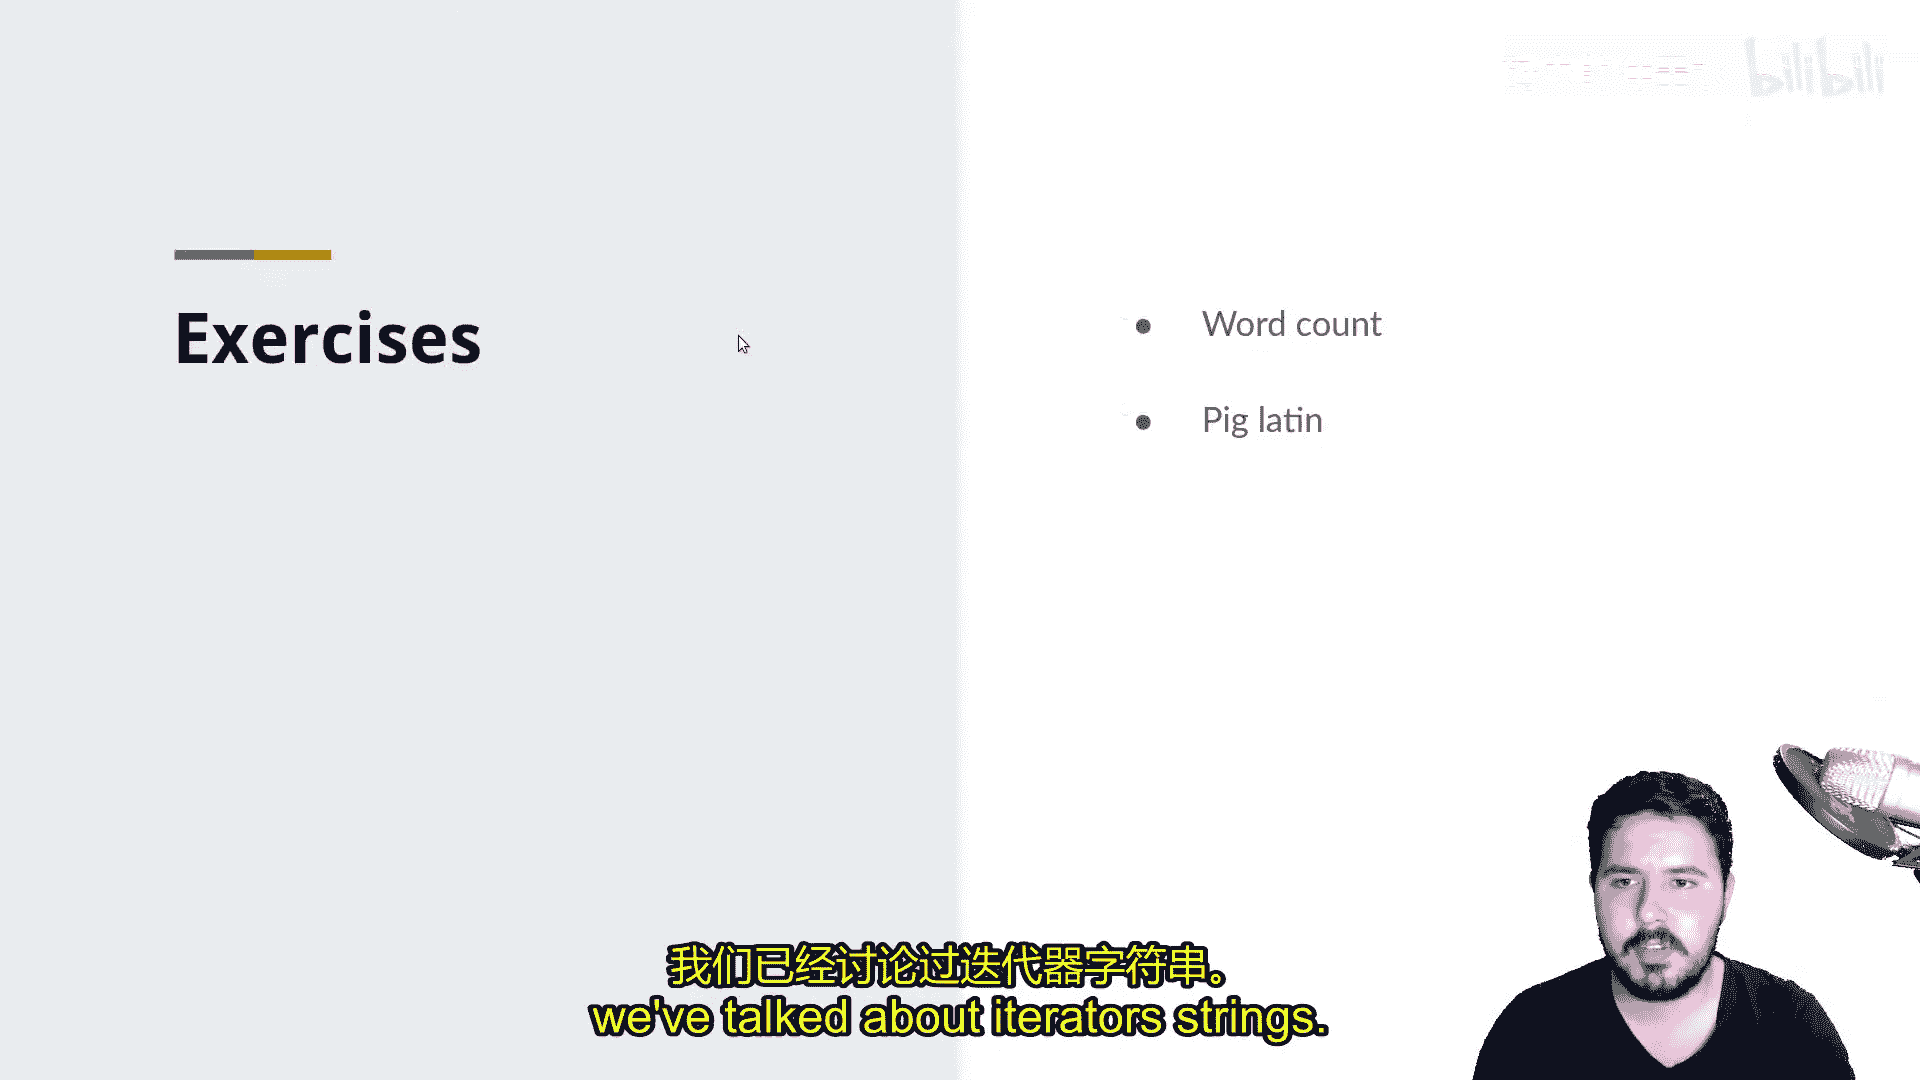 bilibili
Exercises
Word count
Pig latin
我们已经讨论过迭代器字符串。
we've talked about iterators strings.